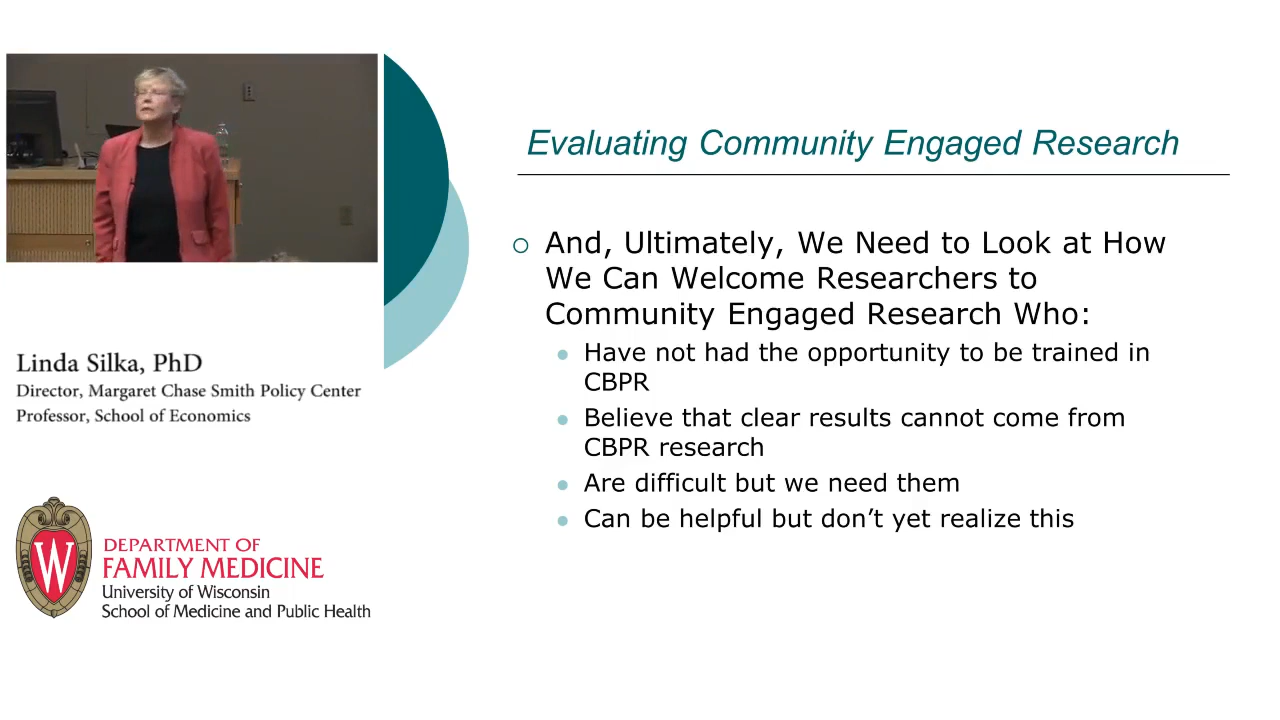 Evaluating Community Engaged Research
And, Ultimately, We Need to Look at How
We Can Welcome Researchers to
Community Engaged Research Who:
Have not had the opportunity to be trained in
CBPR
Believe that clear results cannot come from
CBPR research
Are difficult but we need them
Can be helpful but don’t yet realize this
Linda Silka, PhD
Director, Margaret Chase Smith Policy Center
Professor, School of Economics
W
DEPARTMENT OF
FAMILY MEDICINE
University of Wisconsin
School of Medicine and Public Health